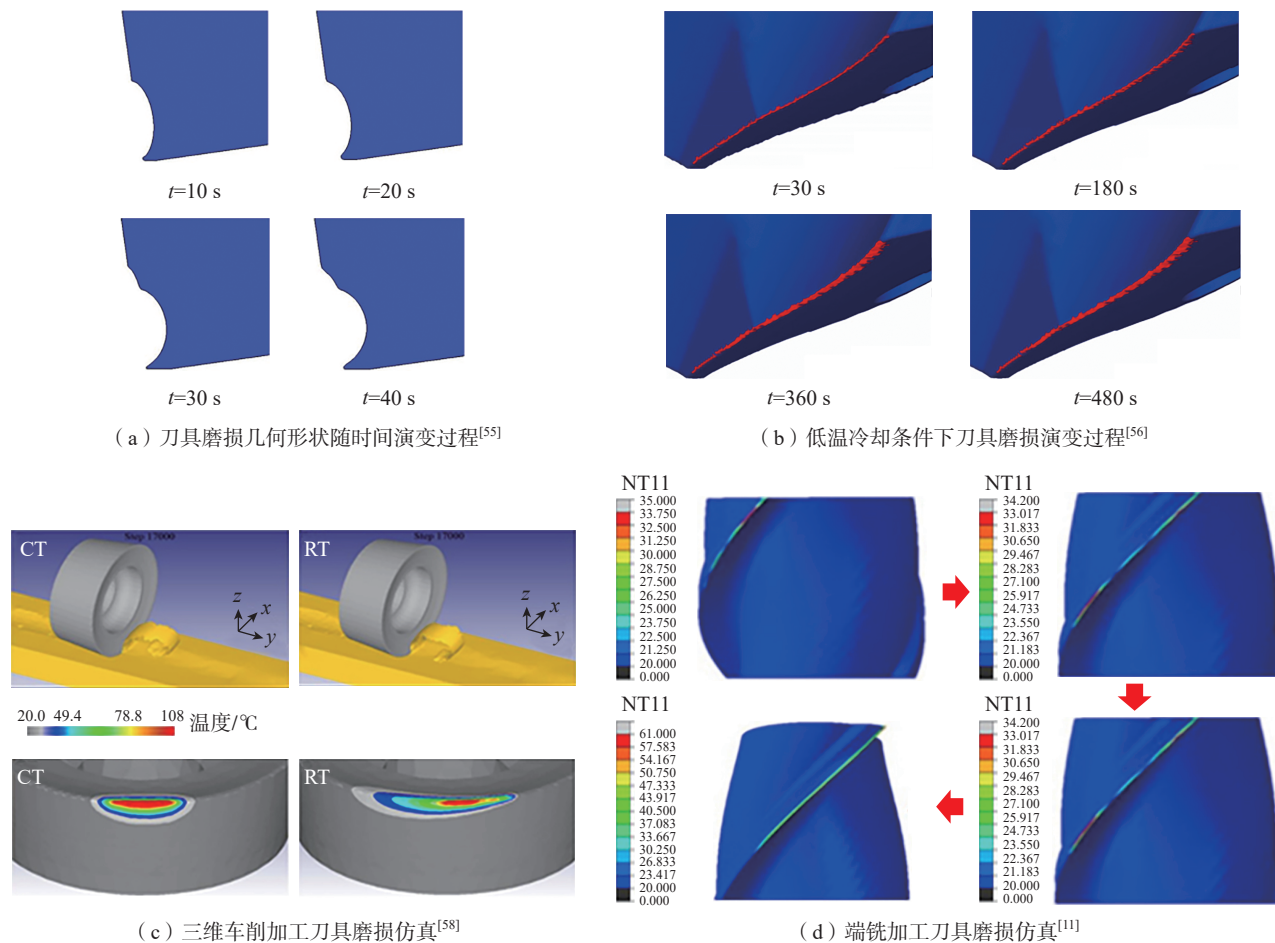 t=10 s
t=20 s
t=30 s
t=40 s
（a）刀具磨损几何形状随时间演变过程[55]
t=30 s
t=180 s
t=360 s
t=480 s
（b）低温冷却条件下刀具磨损演变过程[56]
CT
Step 17000
z
x
y
RT
Step 17000
z
x
y
20.0 49.4 78.8 108 温度/℃
CT
RT
（c）三维车削加工刀具磨损仿真[58]
NT11
35.000
33.750
32.500
31.250
30.000
28.750
27.500
26.250
25.000
23.750
22.500
21.250
20.000
0.000
NT11
34.200
33.017
31.833
30.650
29.467
28.283
27.100
25.917
24.733
23.550
22.367
21.183
20.000
0.000
NT11
61.000
57.583
54.167
50.750
47.333
43.917
40.500
37.083
33.667
30.250
26.833
23.417
20.000
0.000
NT11
34.200
33.017
31.833
30.650
29.467
28.283
27.100
25.917
24.733
23.550
22.367
21.183
20.000
0.000
（d）端铣加工刀具磨损仿真[11]